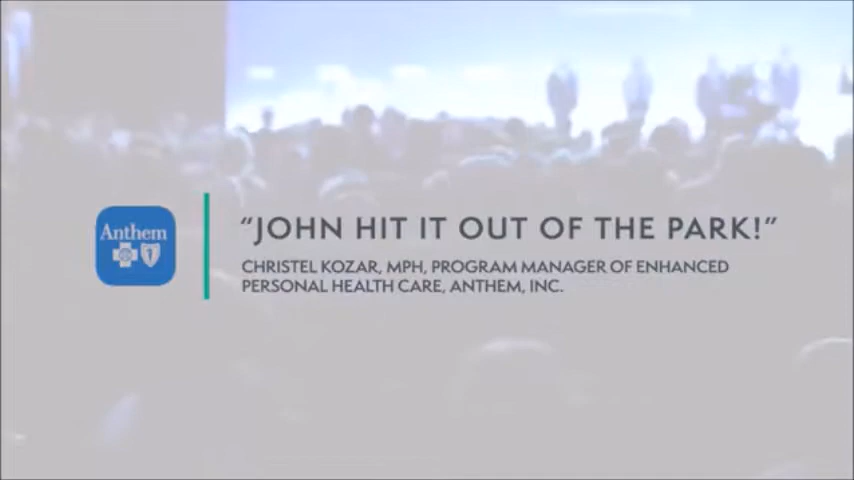 Anthem
“JOHN HIT IT OUT OF THE PARK!”
CHRISTEL KOZAR, MPH, PROGRAM MANAGER OF ENHANCED
PERSONAL HEALTH CARE, ANTHEM, INC.